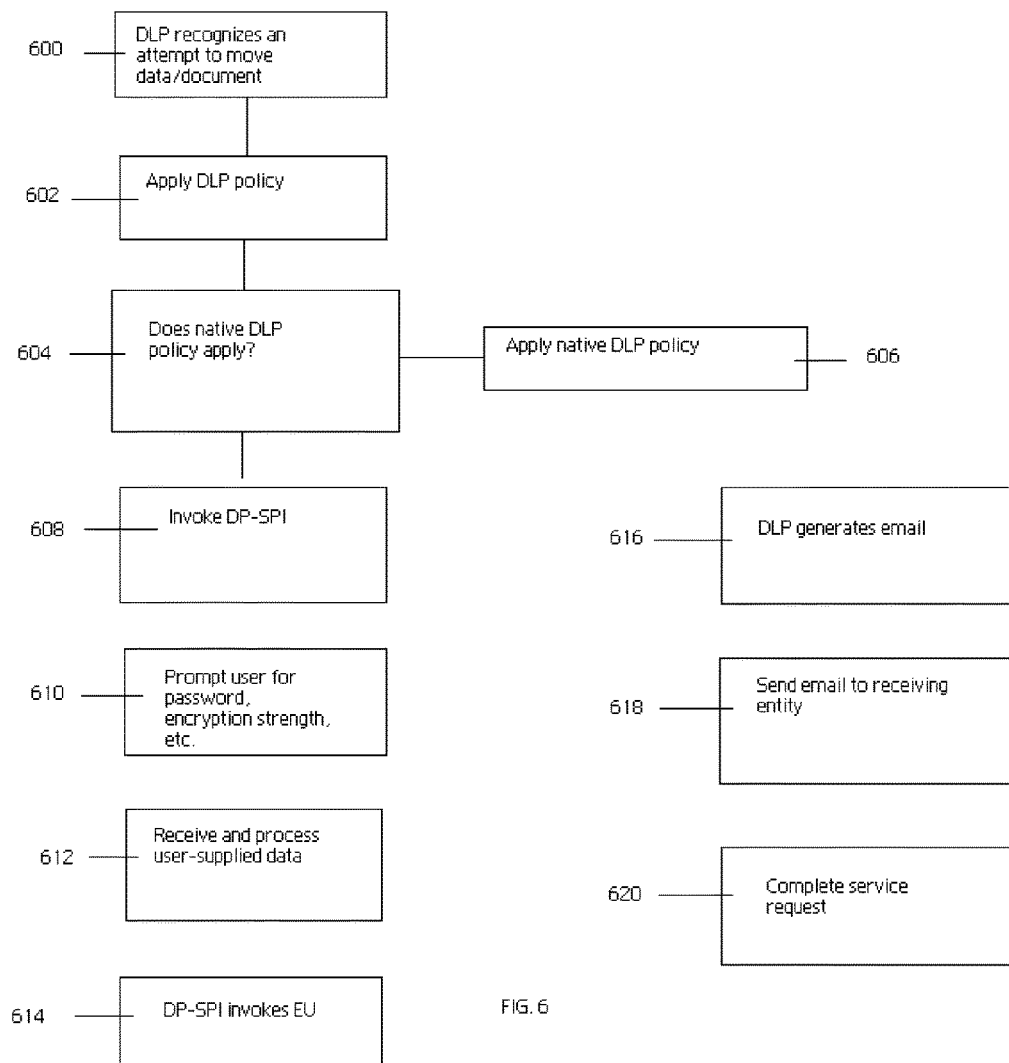 600
DLP recognizes an
attempt to move
data/document
602
Apply DLP policy
604
Does native DLP
policy apply?
Apply native DLP policy
606
608
Invoke DP-SPI
610
Prompt user for
password,
encryption strength,
etc.
612
Receive and process
user-supplied data
614
DP-SPI invokes EU
616
DLP generates email
618
Send email to receiving
entity
620
Complete service
request
FIG. 6